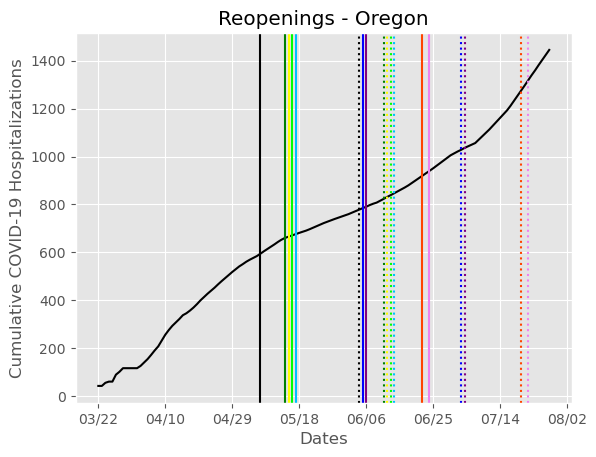 Reopenings - Oregon
Cumulative COVID-19 Hospitalizations
1400
1200
1000
800
600
400
200
0
03/22 04/10 04/29 05/18 06/06 06/25 07/14 08/02
Dates